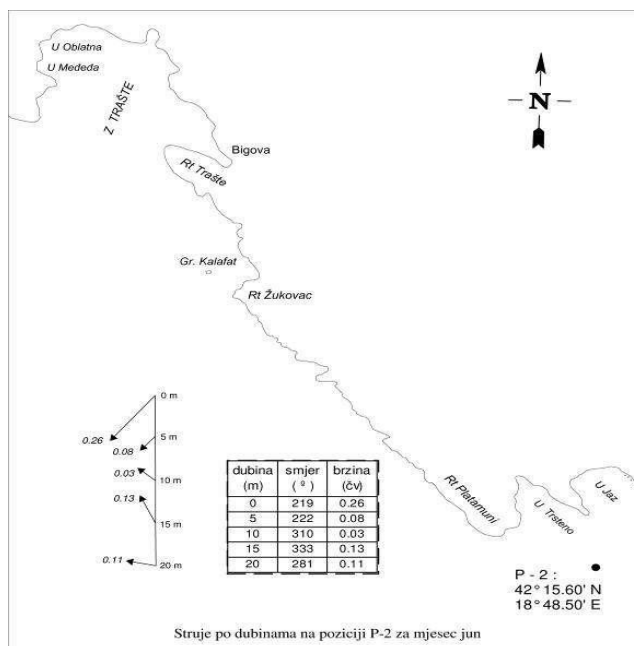 U Oblatna
U Međeđa
Z TRAŠTE
N
Bigova
Rt Trašte
Gr. Kalafat
Rt Žukovac
0 m
0.26
5 m
0.08
0.03
10 m
0.13
15 m
0.11
20 m
dubina smjer brzina
(m) ( º ) (čv)
0 219 0.26
5 222 0.08
10 310 0.03
15 333 0.13
20 281 0.11
Rt Platamuni
U Trsteno
U Jaz
P - 2 :
42° 15.60' N
18° 48.50' E
Struje po dubinama na poziciji P-2 za mjesec jun